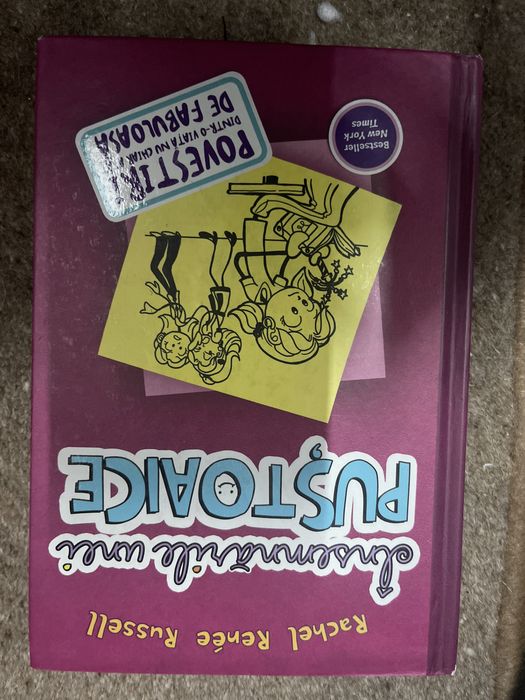 Rachel Renée Russell
Însemnările unei
PUȘTOAICE
Bestseller
New York
Times
POVESTIRI
DINTR-O VIAȚĂ NU CHIAR
DE FABULOASĂ